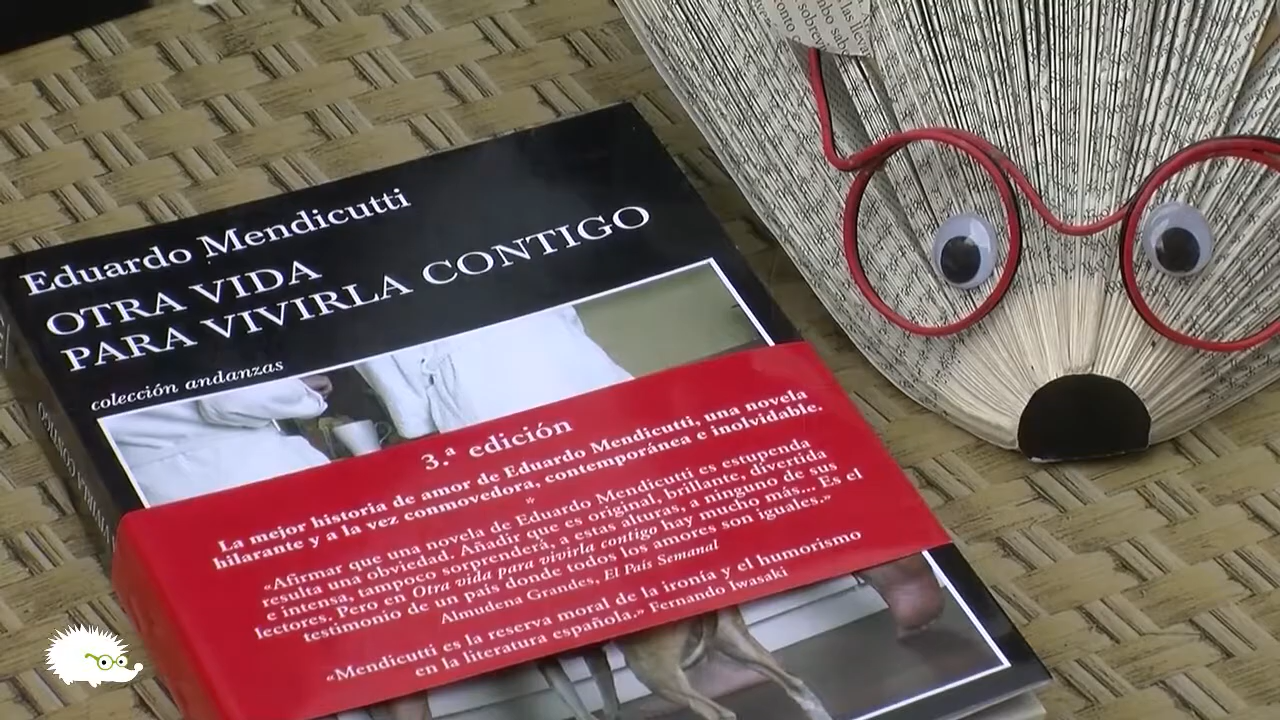 Eduardo Mendicutti
OTRA VIDA
PARA VIVIRLA CONTIGO
colección andanzas
3.ª edición
La mejor historia de amor de Eduardo Mendicutti, una novela
hilarante y a la vez conmovedora, contemporánea e inolvidable.
*
«Afirmar que una novela de Eduardo Mendicutti es estupenda
resulta una obviedad. Añadir que es original, brillante, divertida
e intensa, tampoco sorprenderá, a estas alturas, a ninguno de sus
lectores. Pero en Otra vida para vivirla contigo hay mucho más... Es el
testimonio de un país donde todos los amores son iguales.»
Almudena Grandes, El País Semanal
«Mendicutti es la reserva moral de la ironía y el humorismo
en la literatura española.» Fernando Iwasaki